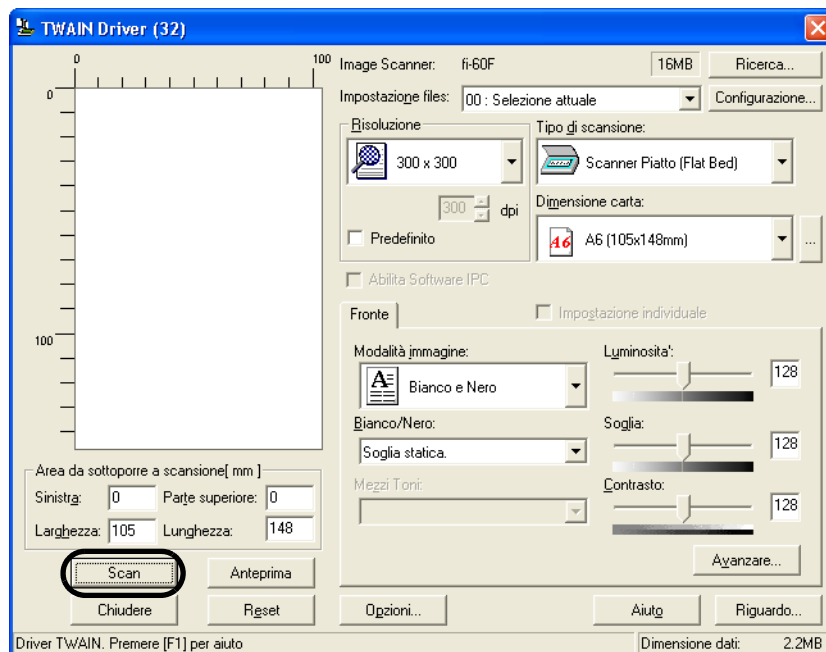 TWAIN Driver (32)
0 100
0
100
Image Scanner: fi-60F 16MB Ricerca...
Impostazione files: 00 : Selezione attuale Configurazione...
Risoluzione
300 x 300
300 dpi
Predefinito
Tipo di scansione:
Scanner Piatto (Flat Bed)
Dimensione carta:
A6 A6 (105x148mm) ...
Abilita Software IPC
Fronte Impostazione individuale
Modalità immagine:
Bianco e Nero
Bianco/Nero:
Soglia statica.
Mezzi Toni:
Luminosita':
128
Soglia:
128
Contrasto:
128
Avanzare...
Area da sottoporre a scansione[ mm ]
Sinistra: 0 Parte superiore: 0
Larghezza: 105 Lunghezza: 148
Scan Anteprima
Chiudere Reset Opzioni... Aiuto Riguardo...
Driver TWAIN. Premere [F1] per aiuto Dimensione dati: 2.2MB